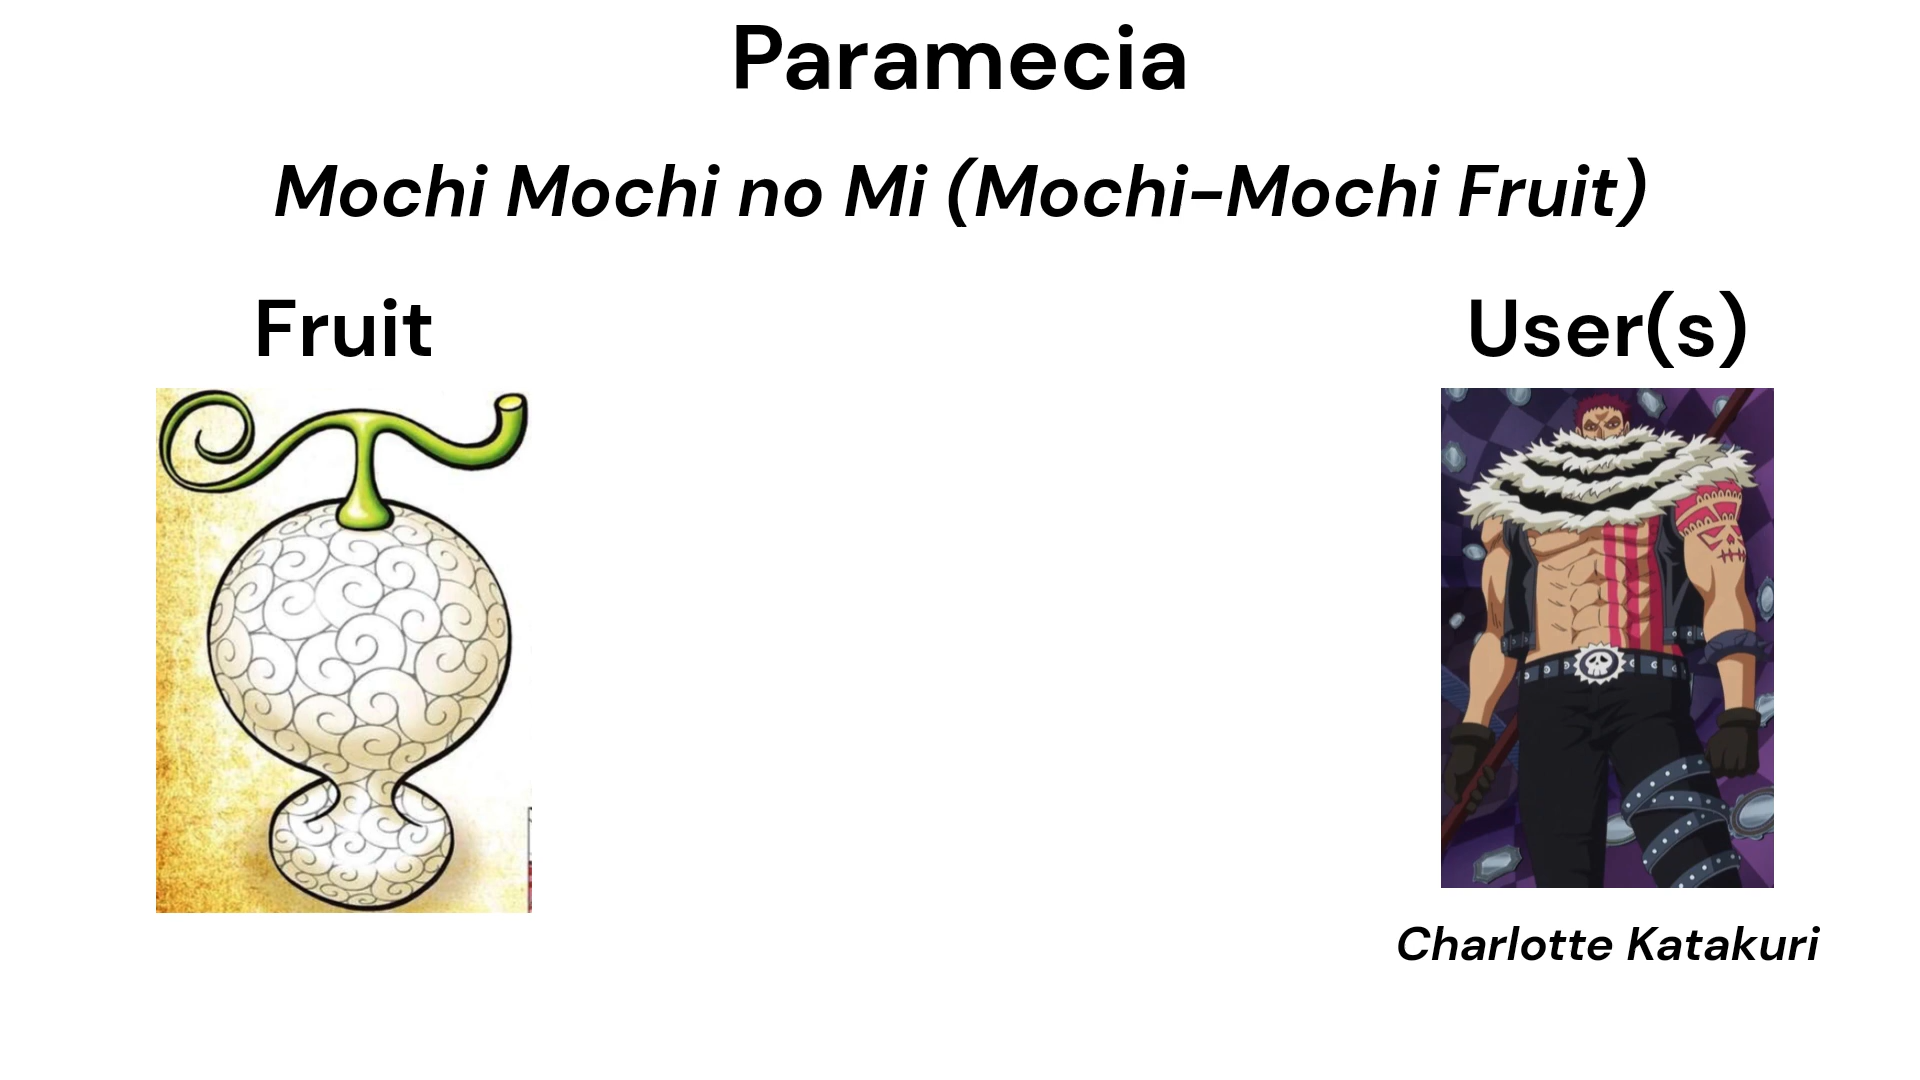 Paramecia
Mochi Mochi no Mi (Mochi-Mochi Fruit)
Fruit
User(s)
Charlotte Katakuri